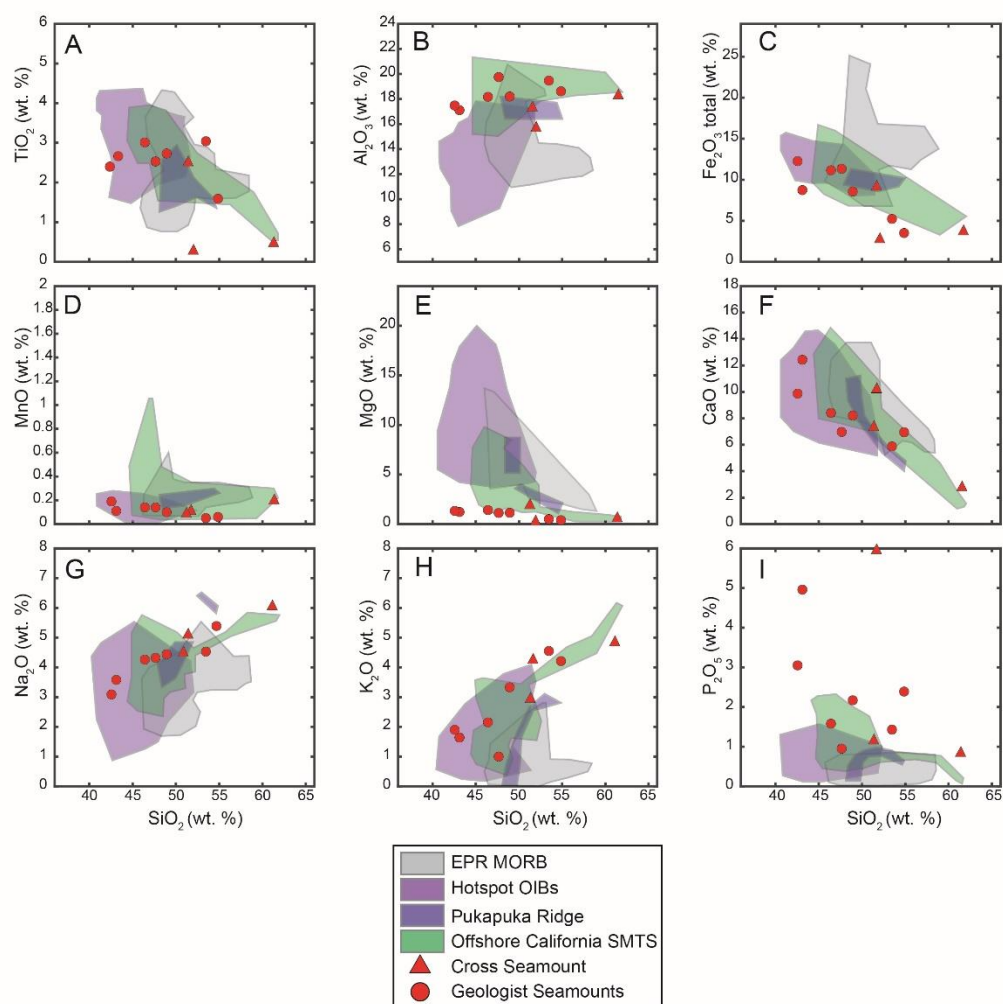 A
TiO2 (wt. %)
6
5
4
3
2
1
0
B
Al2O3 (wt. %)
24
22
20
18
16
14
12
10
8
6
4
C
Fe2O3 total (wt. %)
25
20
15
10
5
0
D
MnO (wt. %)
2
1.8
1.6
1.4
1.2
1
0.8
0.6
0.4
0.2
0
E
MgO (wt. %)
20
15
10
5
0
F
CaO (wt. %)
18
16
14
12
10
8
6
4
2
0
G
Na2O (wt. %)
8
7
6
5
4
3
2
1
0
40 45 50 55 60 65
SiO2 (wt. %)
H
K2O (wt. %)
8
7
6
5
4
3
2
1
0
40 45 50 55 60 65
SiO2 (wt. %)
I
P2O5 (wt. %)
6
5
4
3
2
1
0
40 45 50 55 60 65
SiO2 (wt. %)
EPR MORB
Hotspot OIBs
Pukapuka Ridge
Offshore California SMTS
Cross Seamount
Geologist Seamounts